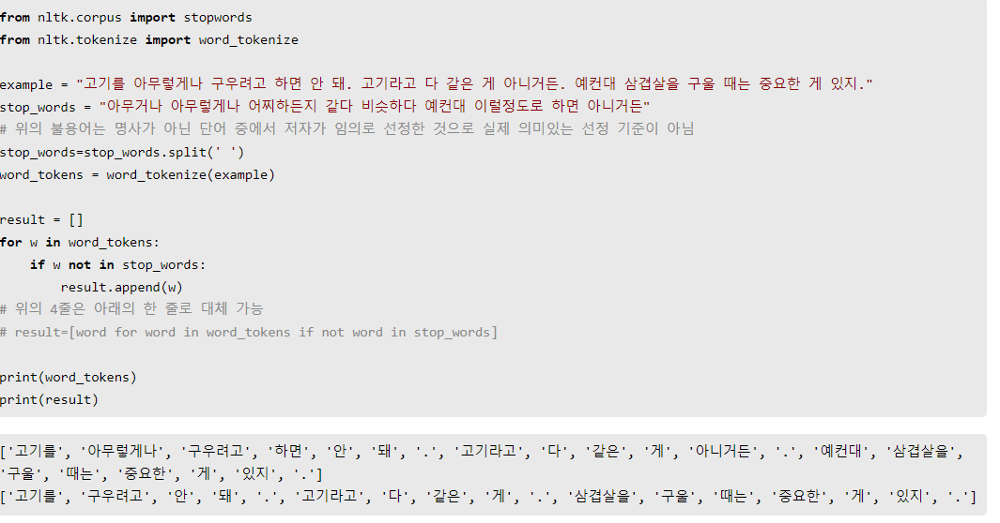 from nltk.corpus import stopwords
from nltk.tokenize import word_tokenize
example = "고기를 아무렇게나 구우려고 하면 안 돼. 고기라고 다 같은 게 아니거든. 예컨대 삼겹살을 구울 때는 중요한 게 있지."
stop_words = "아무거나 아무렇게나 어찌하든지 같다 비슷하다 예컨대 이럴정도로 하면 아니거든"
# 위의 불용어는 명사가 아닌 단어 중에서 저자가 임의로 선정한 것으로 실제 의미있는 선정 기준이 아님
stop_words=stop_words.split(' ')
word_tokens = word_tokenize(example)
result = []
for w in word_tokens:
    if w not in stop_words:
        result.append(w)
# 위의 4줄은 아래의 한 줄로 대체 가능
# result=[word for word in word_tokens if not word in stop_words]
print(word_tokens)
print(result)
['고기를', '아무렇게나', '구우려고', '하면', '안', '돼', '.', '고기라고', '다', '같은', '게', '아니거든', '.', '예컨대', '삼겹살을',
'구울', '때는', '중요한', '게', '있지', '.']
['고기를', '구우려고', '안', '돼', '.', '고기라고', '다', '같은', '게', '.', '삼겹살을', '구울', '때는', '중요한', '게', '있지', '.']